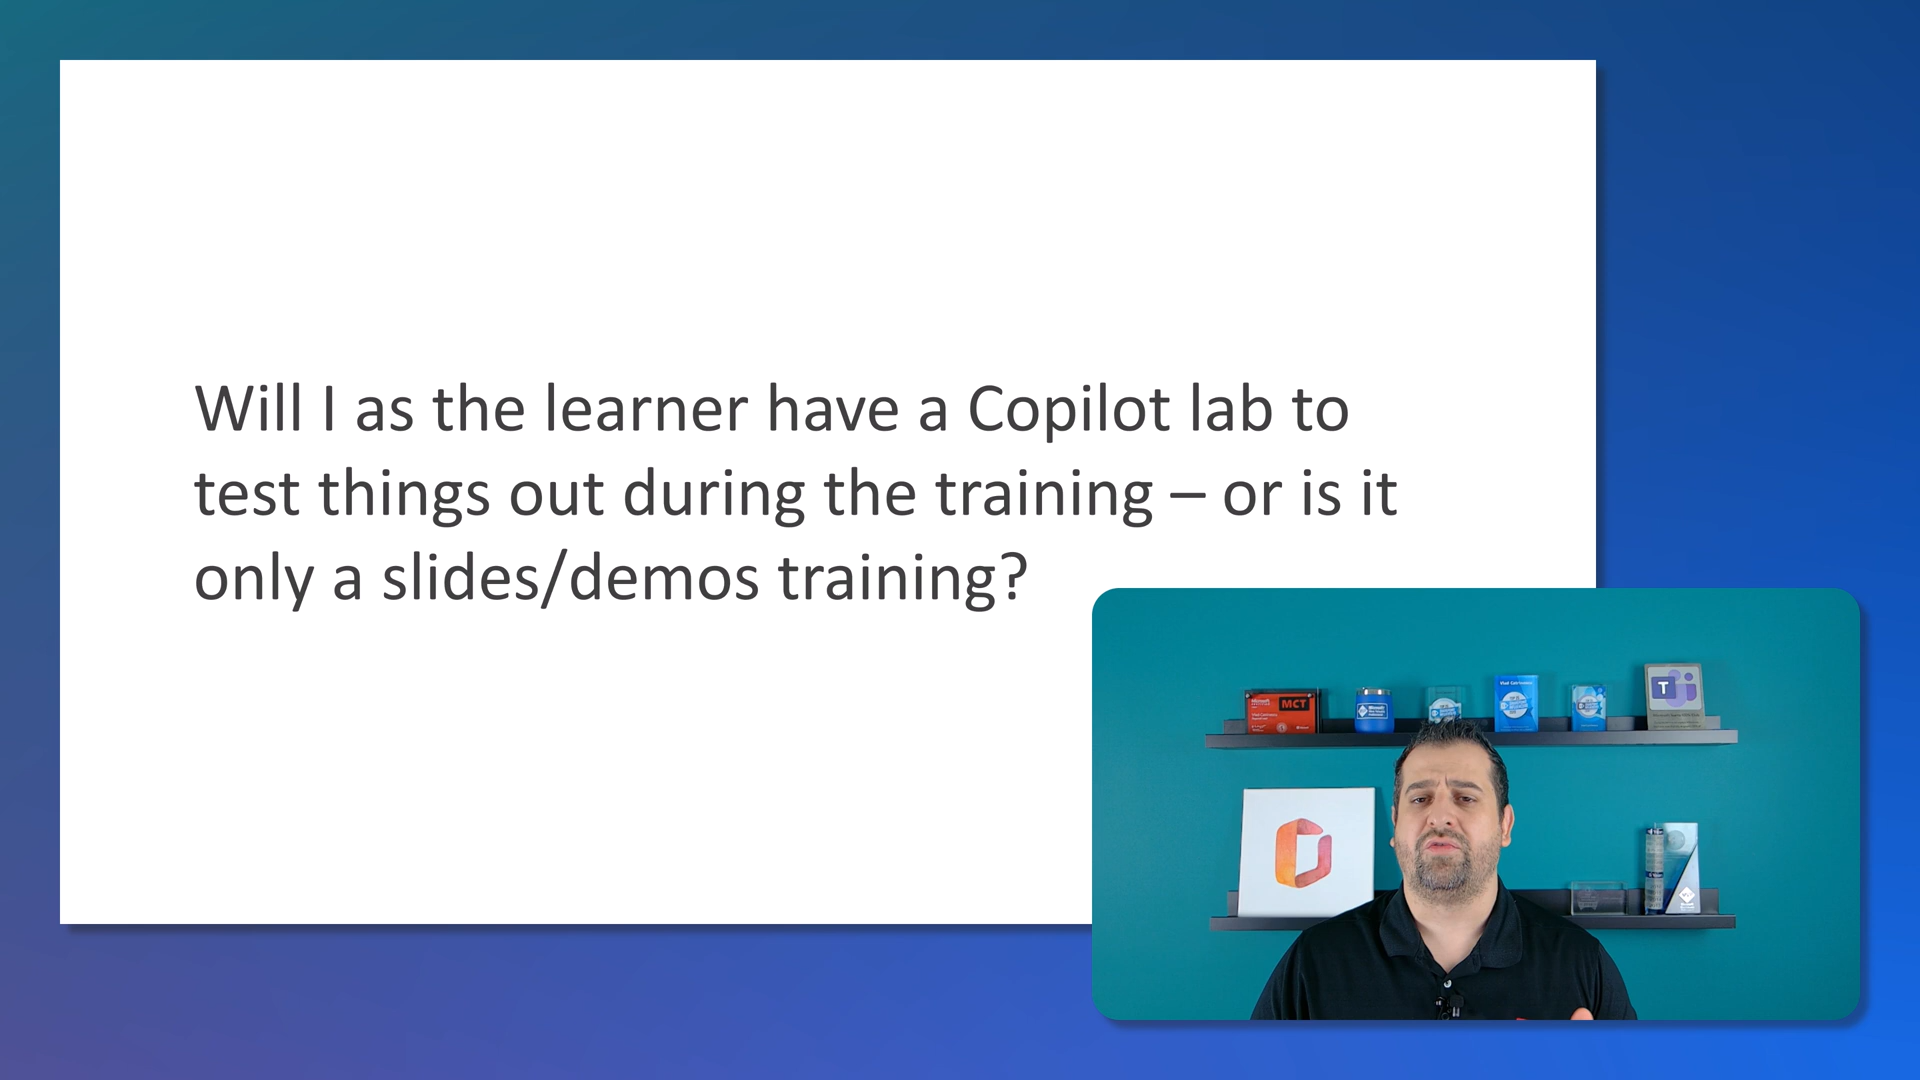 Will I as the learner have a Copilot lab to
test things out during the training – or is it
only a slides/demos training?
MCT
Microsoft
T